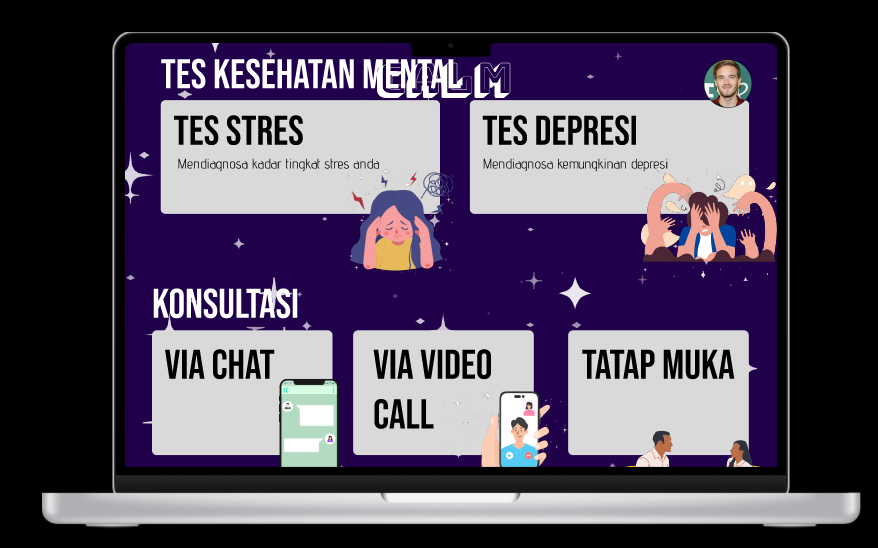 TES KESEHATAN MENTAL
CALM
TES STRES
Mendiagnosa kadar tingkat stres anda
TES DEPRESI
Mendiagnosa kemungkinan depresi
KONSULTASI
VIA CHAT
VIA VIDEO
CALL
TATAP MUKA